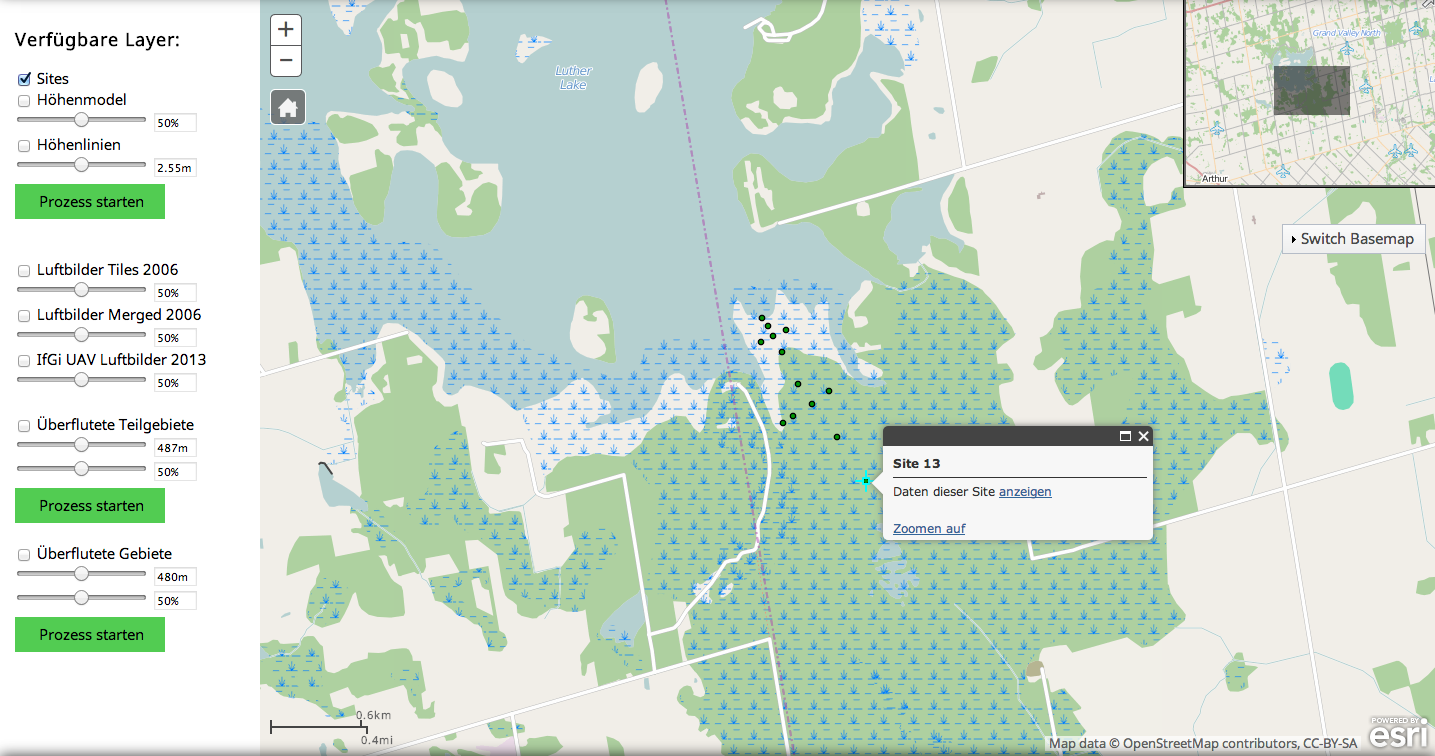 Verfügbare Layer:
Sites
Höhenmodel
50%
Höhenlinien
2.55m
Prozess starten
Luftbilder Tiles 2006
50%
Luftbilder Merged 2006
50%
IfGi UAV Luftbilder 2013
50%
Überflutete Teilgebiete
487m
50%
Prozess starten
Überflutete Gebiete
480m
50%
Prozess starten
+
−
Luther
Lake
Grand Valley North
Arthur
Switch Basemap
Site 13
Daten dieser Site anzeigen
Zoomen auf
0.6km
0.4mi
Map data © OpenStreetMap contributors, CC-BY-SA
POWERED BY
esri